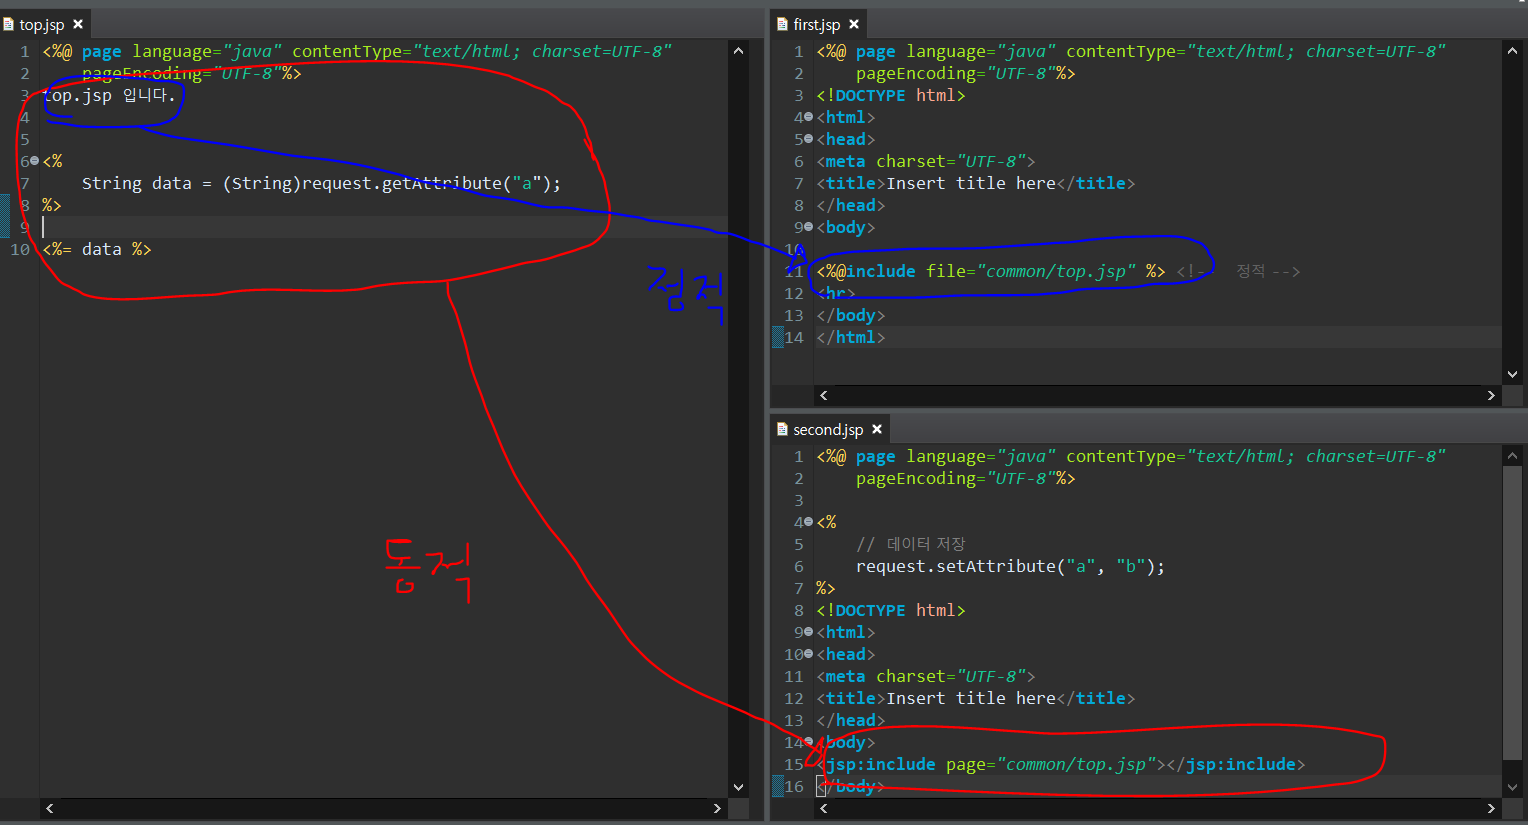 top.jsp
1 <%@ page language="java" contentType="text/html; charset=UTF-8"
2     pageEncoding="UTF-8"%>
3 top.jsp 입니다.
4
5
6 <%
7     String data = (String)request.getAttribute("a");
8 %>
9
10 <%= data %>
동적
정적
first.jsp
1 <%@ page language="java" contentType="text/html; charset=UTF-8"
2     pageEncoding="UTF-8"%>
3 <!DOCTYPE html>
4 <html>
5 <head>
6 <meta charset="UTF-8">
7 <title>Insert title here</title>
8 </head>
9 <body>
10
11 <%@include file="common/top.jsp" %> <!-- 정적 -->
12 <hr>
13 </body>
14 </html>
second.jsp
1 <%@ page language="java" contentType="text/html; charset=UTF-8"
2     pageEncoding="UTF-8"%>
3
4 <%
5     // 데이터 저장
6     request.setAttribute("a", "b");
7 %>
8 <!DOCTYPE html>
9 <html>
10 <head>
11 <meta charset="UTF-8">
12 <title>Insert title here</title>
13 </head>
14 <body>
15 <jsp:include page="common/top.jsp"></jsp:include>
16 </body>